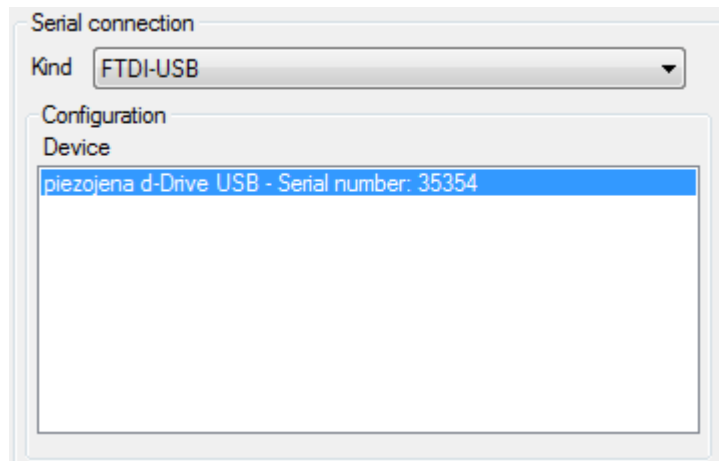 Serial connection
Kind FTDI-USB
Configuration
Device
piezojena d-Drive USB - Serial number: 35354